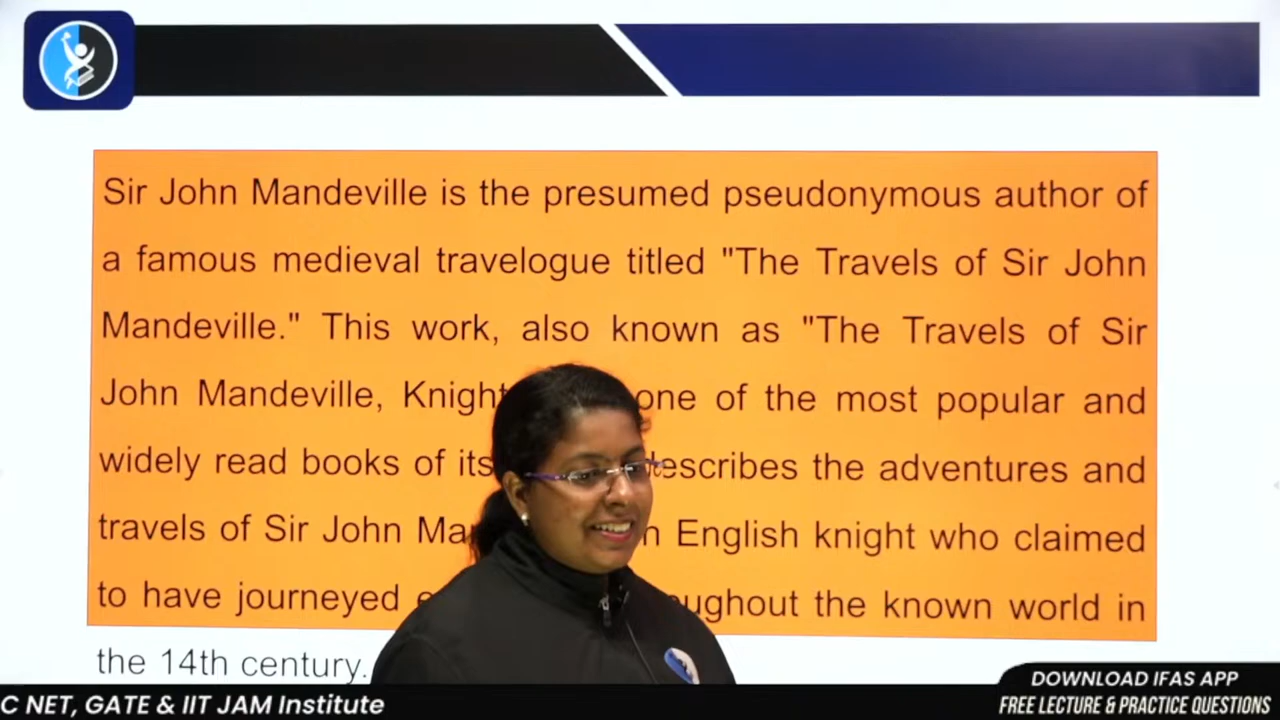 Sir John Mandeville is the presumed pseudonymous author of
a famous medieval travelogue titled "The Travels of Sir John
Mandeville." This work, also known as "The Travels of Sir
John Mandeville, Knight one of the most popular and
widely read books of its describes the adventures and
travels of Sir John English knight who claimed
to have journeyed the known world in
the 14th century.
C NET, GATE & IIT JAM Institute
DOWNLOAD IFAS APP
FREE LECTURE & PRACTICE QUESTIONS